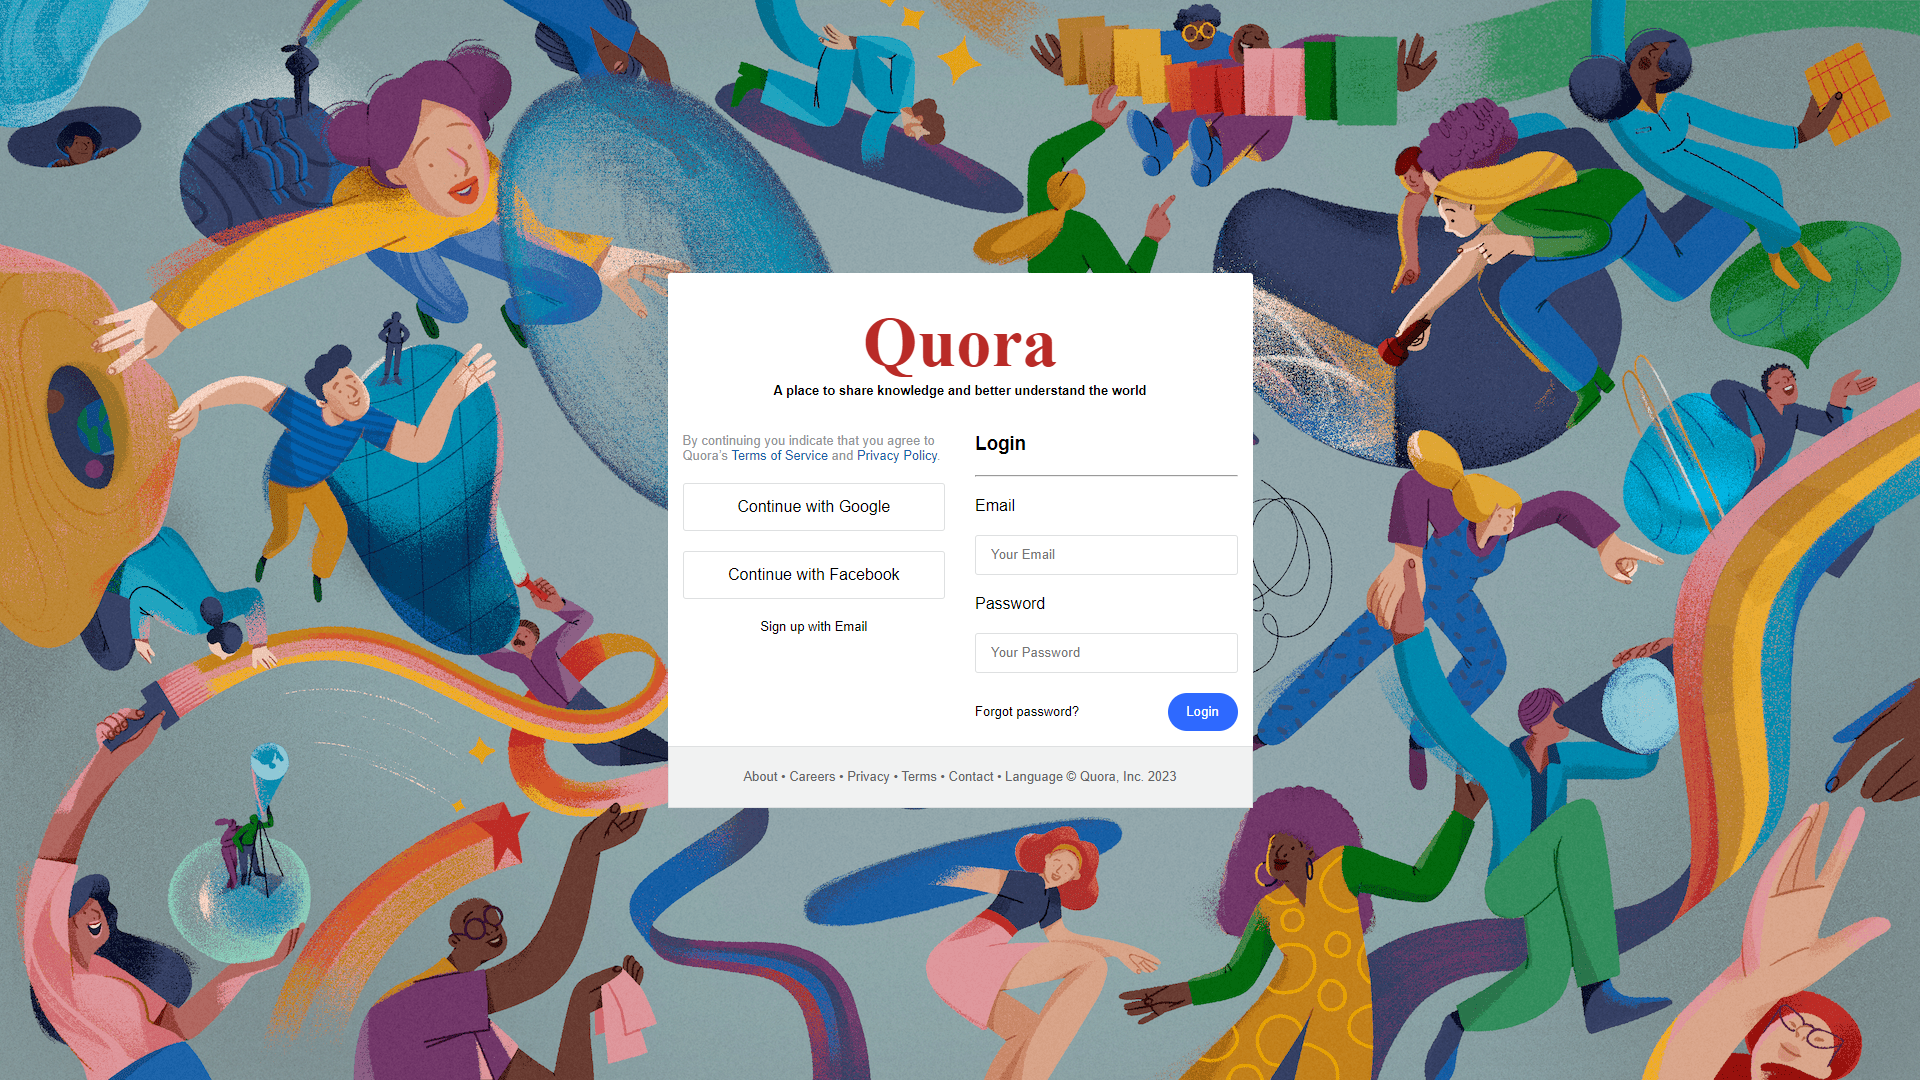 Quora
A place to share knowledge and better understand the world
By continuing you indicate that you agree to
Quora's Terms of Service and Privacy Policy.
Continue with Google
Continue with Facebook
Sign up with Email
Login
Email
Your Email
Password
Your Password
Forgot password?
Login
About • Careers • Privacy • Terms • Contact • Language © Quora, Inc. 2023